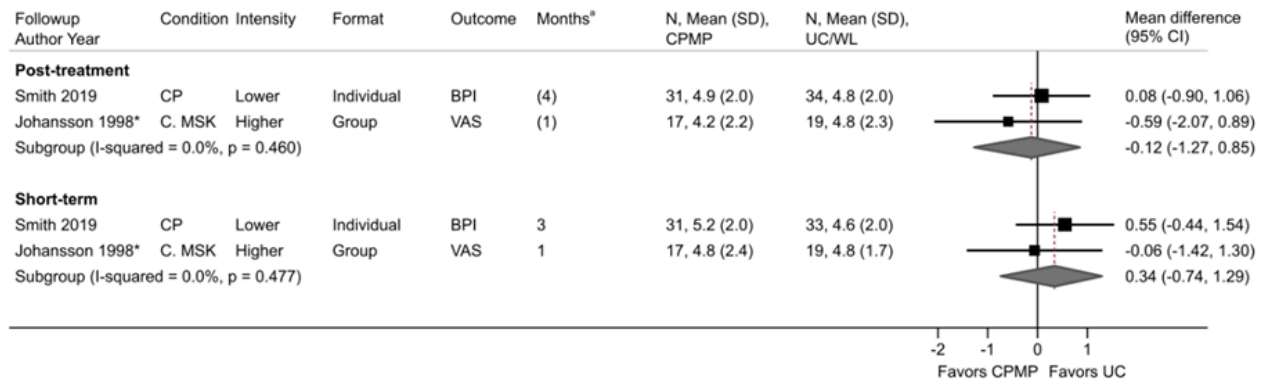 Followup Condition Intensity Format Outcome Monthsᵃ N, Mean (SD), N, Mean (SD), Mean difference
Author Year CPMP UC/WL (95% CI)
Post-treatment
Smith 2019 CP Lower Individual BPI (4) 31, 4.9 (2.0) 34, 4.8 (2.0) 0.08 (-0.90, 1.06)
Johansson 1998* C. MSK Higher Group VAS (1) 17, 4.2 (2.2) 19, 4.8 (2.3) -0.59 (-2.07, 0.89)
Subgroup (I-squared = 0.0%, p = 0.460) -0.12 (-1.27, 0.85)
Short-term
Smith 2019 CP Lower Individual BPI 3 31, 5.2 (2.0) 33, 4.6 (2.0) 0.55 (-0.44, 1.54)
Johansson 1998* C. MSK Higher Group VAS 1 17, 4.8 (2.4) 19, 4.8 (1.7) -0.06 (-1.42, 1.30)
Subgroup (I-squared = 0.0%, p = 0.477) 0.34 (-0.74, 1.29)
-2 -1 0 1
Favors CPMP Favors UC